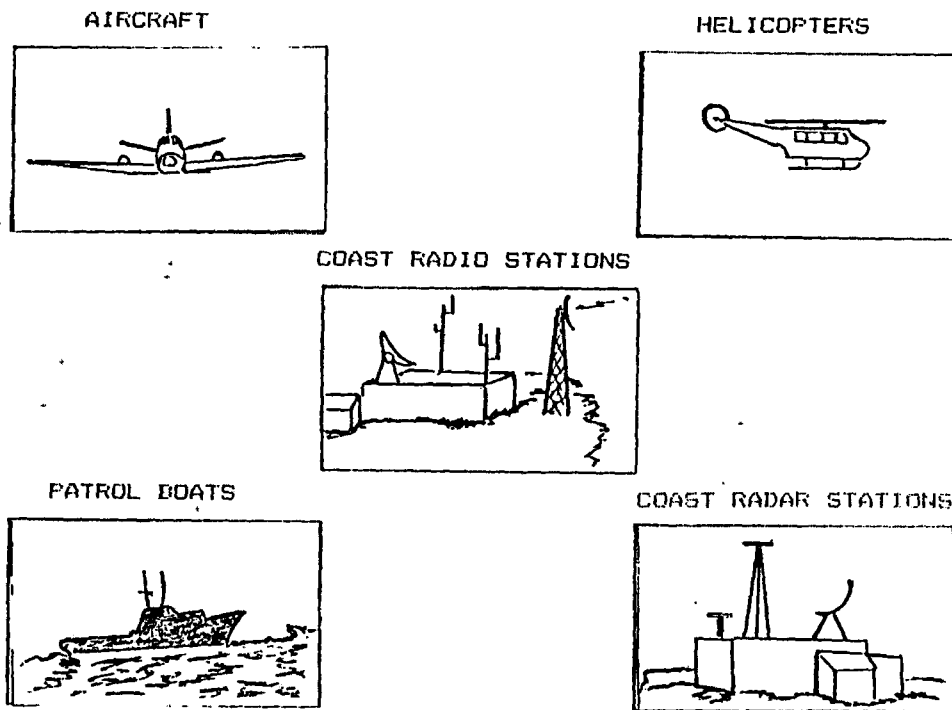 AIRCRAFT
HELICOPTERS
COAST RADIO STATIONS
PATROL BOATS
COAST RADAR STATIONS